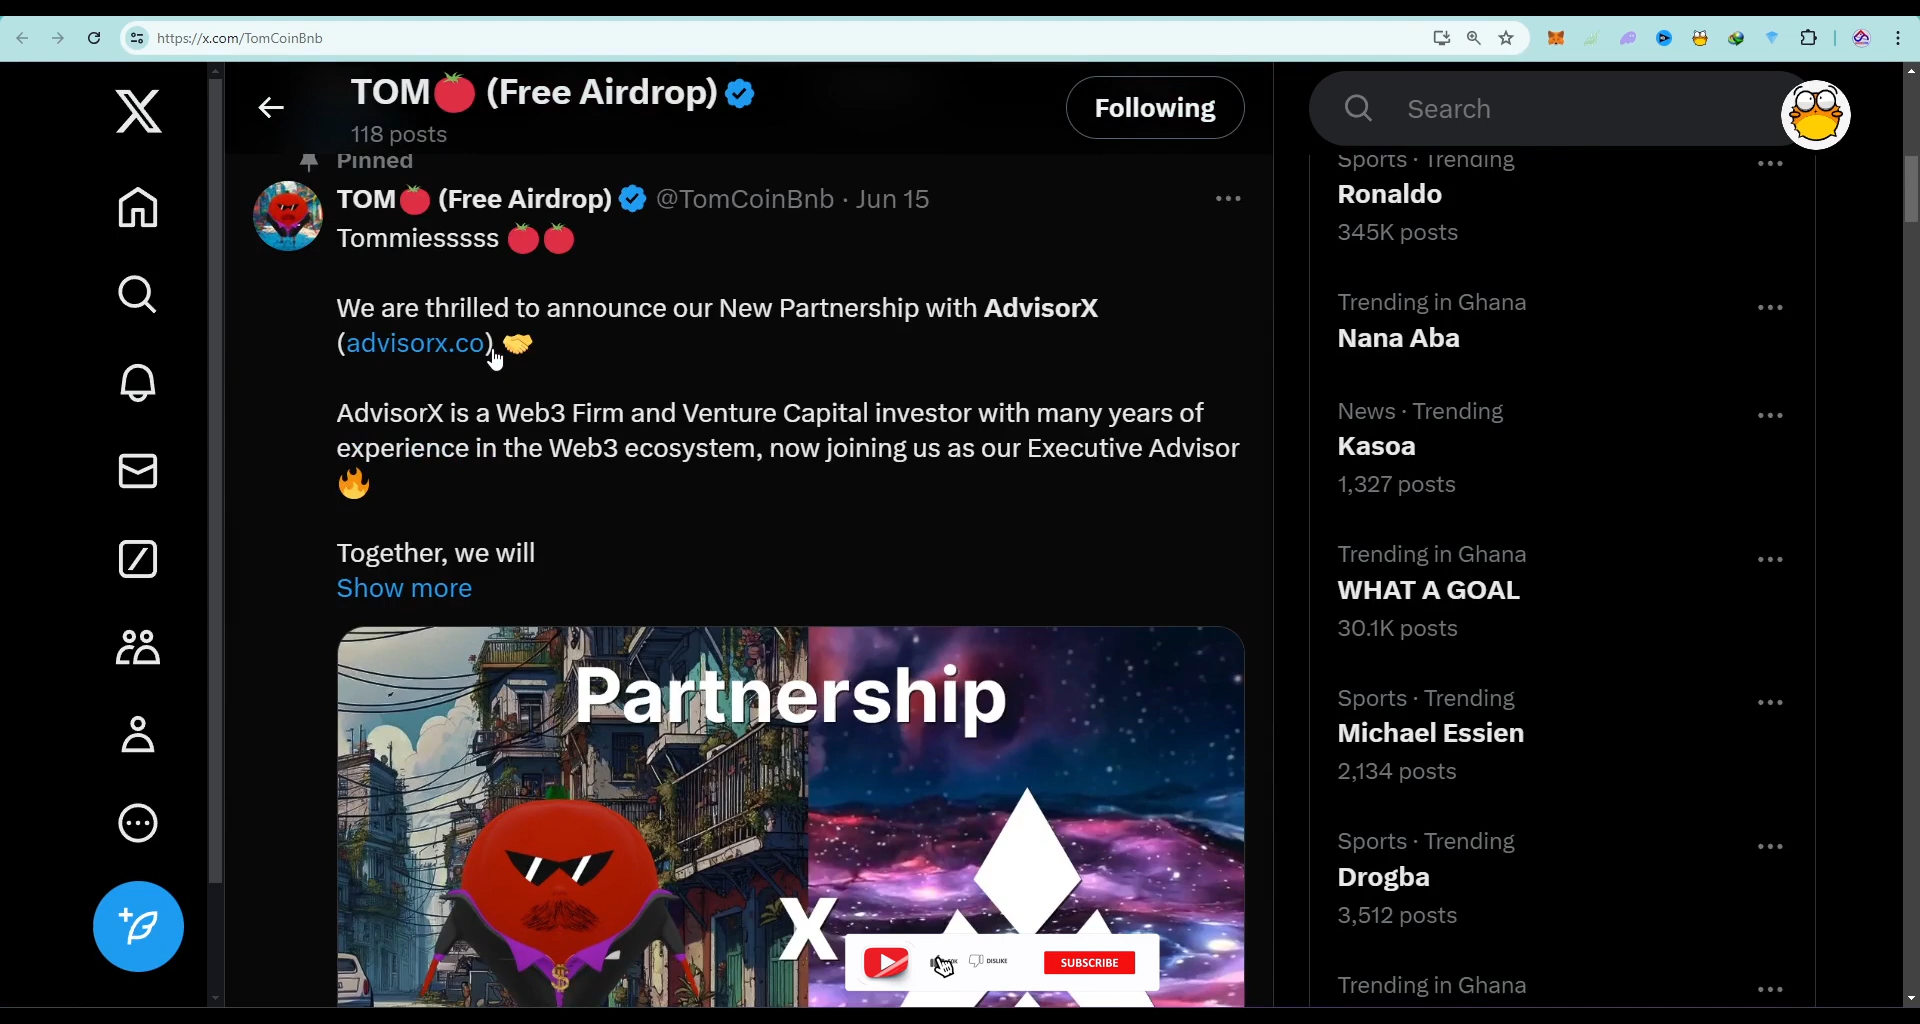 https://x.com/TomCoinBnb
TOM🍅 (Free Airdrop)
118 posts
Following
Search
Pinned
TOM🍅 (Free Airdrop) @TomCoinBnb · Jun 15
Tommiesssss 🍅🍅
We are thrilled to announce our New Partnership with AdvisorX
(advisorx.co) 🤝
AdvisorX is a Web3 Firm and Venture Capital investor with many years of
experience in the Web3 ecosystem, now joining us as our Executive Advisor
🔥
Together, we will
Show more
Partnership
X
$
DISLIKE
SUBSCRIBE
Sports · Trending
Ronaldo
345K posts
Trending in Ghana
Nana Aba
News · Trending
Kasoa
1,327 posts
Trending in Ghana
WHAT A GOAL
30.1K posts
Sports · Trending
Michael Essien
2,134 posts
Sports · Trending
Drogba
3,512 posts
Trending in Ghana